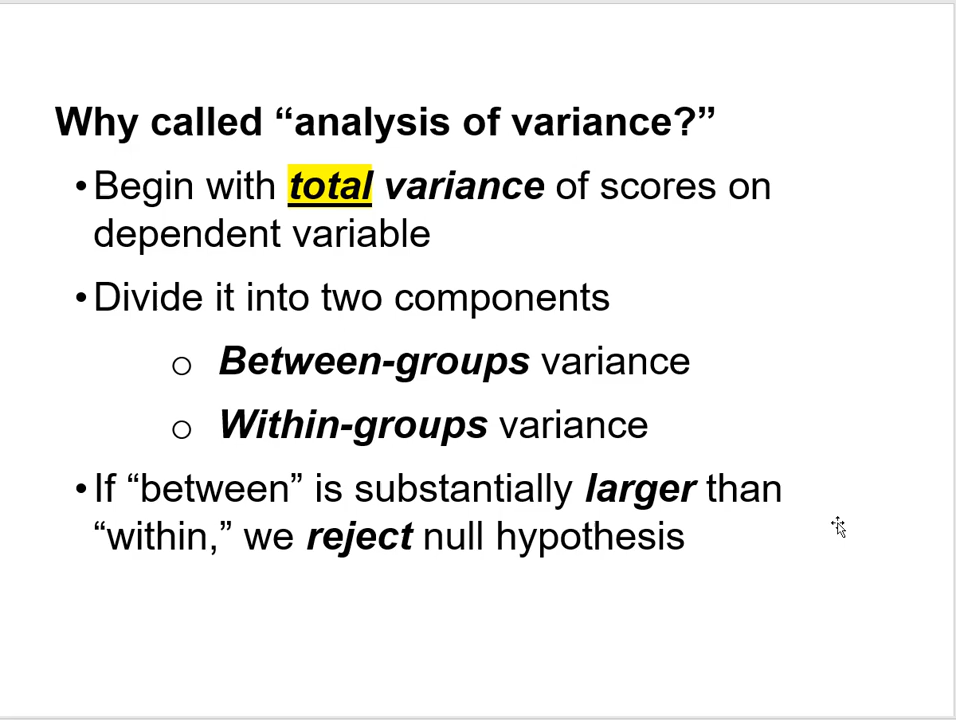 Why called “analysis of variance?”
•Begin with total variance of scores on
dependent variable
•Divide it into two components
o Between-groups variance
o Within-groups variance
•If “between” is substantially larger than
“within,” we reject null hypothesis